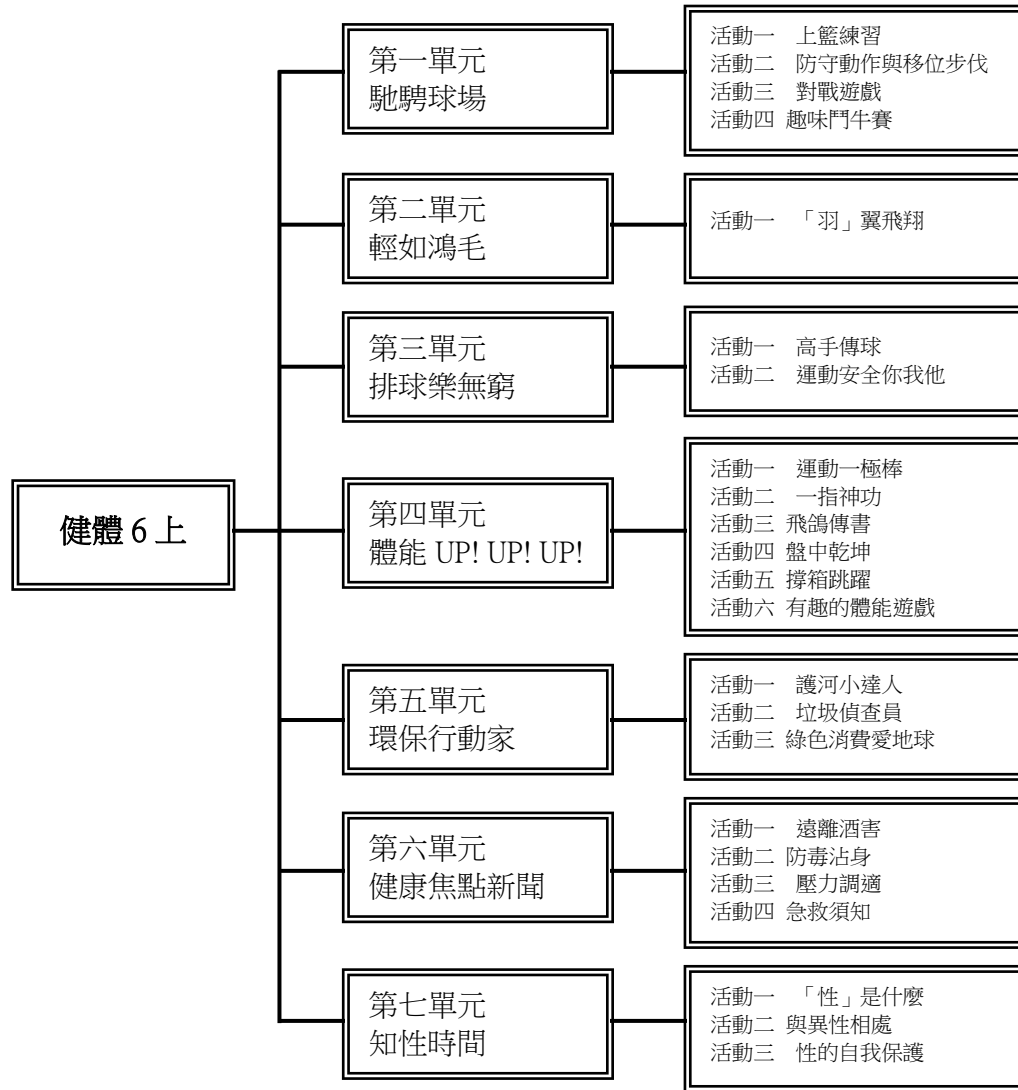 健體 6 上
第一單元
馳騁球場
活動一　上籃練習
活動二　防守動作與移位步伐
活動三　對戰遊戲
活動四 趣味鬥牛賽
第二單元
輕如鴻毛
活動一　「羽」翼飛翔
第三單元
排球樂無窮
活動一　高手傳球
活動二　運動安全你我他
第四單元
體能 UP! UP! UP!
活動一　運動一極棒
活動二　一指神功
活動三 飛鴿傳書
活動四 盤中乾坤
活動五 撐箱跳躍
活動六 有趣的體能遊戲
第五單元
環保行動家
活動一　護河小達人
活動二　垃圾偵查員
活動三 綠色消費愛地球
第六單元
健康焦點新聞
活動一　遠離酒害
活動二 防毒沾身
活動三　壓力調適
活動四 急救須知
第七單元
知性時間
活動一　「性」是什麼
活動二 與異性相處
活動三　性的自我保護